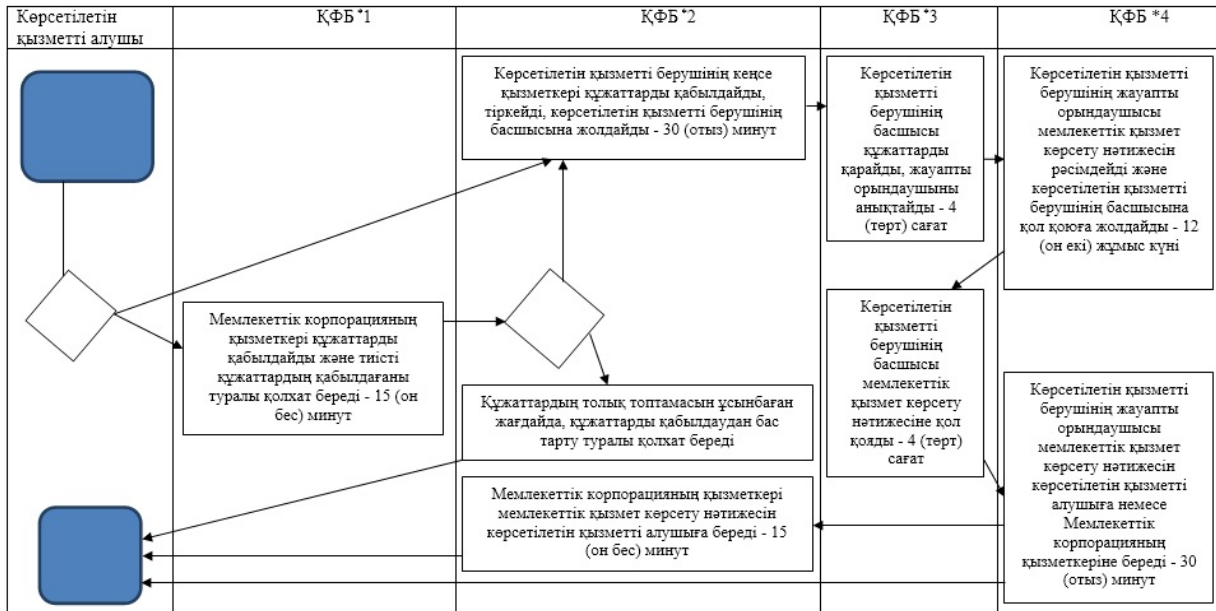 Көрсетілетін
қызметті алушы
ҚФБ*1
ҚФБ*2
ҚФБ*3
ҚФБ *4
Көрсетілетін қызметті берушінің кеңсе
қызметкері құжаттарды қабылдайды,
тіркейді, көрсетілетін қызметті берушінің
басшысына жолдайды - 30 (отыз) минут
Көрсетілетін
қызметті
берушінің
басшысы
құжаттарды
қарайды, жауапты
орындаушыны
анықтайды - 4
(төрт) сағат
Көрсетілетін қызметті
берушінің жауапты
орындаушысы
мемлекеттік қызмет
көрсету нәтижесін
рәсімдейді және
көрсетілетін қызметті
берушінің басшысына
қол қоюға жолдайды - 12
(он екі) жұмыс күні
Мемлекеттік корпорацияның
қызметкері құжаттарды
қабылдайды және тиісті
құжаттардың қабылдағаны
туралы қолхат береді - 15 (он
бес) минут
Құжаттардың толық топтамасын ұсынбаған
жағдайда, құжаттарды қабылдаудан бас
тарту туралы қолхат береді
Көрсетілетін
қызметті
берушінің
басшысы
мемлекеттік
қызмет көрсету
нәтижесіне қол
қояды - 4 (төрт)
сағат
Көрсетілетін қызметті
берушінің жауапты
орындаушысы
мемлекеттік қызмет
көрсету нәтижесін
көрсетілетін қызметті
алушыға немесе
Мемлекеттік
корпорацияның
қызметкеріне береді - 30
(отыз) минут
Мемлекеттік корпорацияның қызметкері
мемлекеттік қызмет көрсету нәтижесін
көрсетілетін қызметті алушыға береді - 15
(он бес) минут